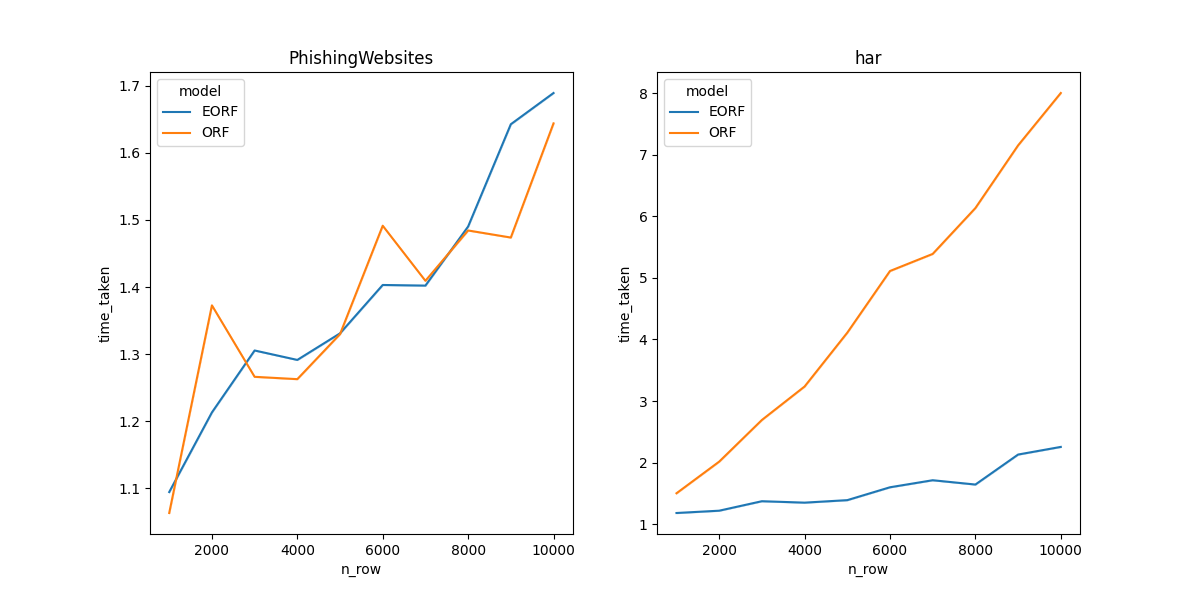 PhishingWebsites
model
EORF
ORF
1.7
1.6
1.5
1.4
1.3
1.2
1.1
time_taken
2000 4000 6000 8000 10000
n_row
har
model
EORF
ORF
8
7
6
5
4
3
2
1
time_taken
2000 4000 6000 8000 10000
n_row